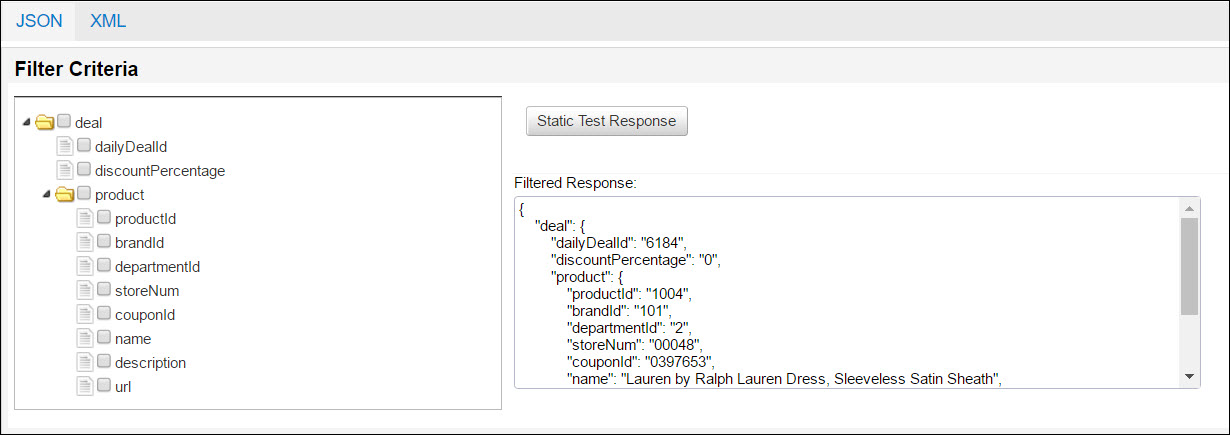 JSON XML
Filter Criteria
deal
dailyDealId
discountPercentage
product
productId
brandId
departmentId
storeNum
couponId
name
description
url
Static Test Response
Filtered Response:
{
"deal": {
"dailyDealId": "6184",
"discountPercentage": "0",
"product": {
"productId": "1004",
"brandId": "101",
"departmentId": "2",
"storeNum": "00048",
"couponId": "0397653",
"name": "Lauren by Ralph Lauren Dress, Sleeveless Satin Sheath",